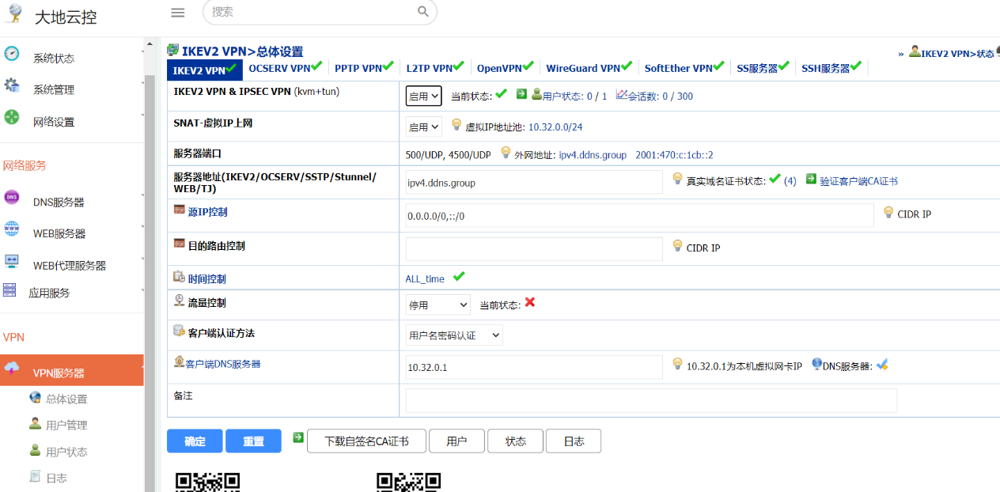 大地云控
搜索
系统状态
系统管理
网络设置
网络服务
DNS服务器
WEB服务器
WEB代理服务器
应用服务
VPN
VPN服务器
总体设置
用户管理
用户状态
日志
IKEV2 VPN>总体设置
» IKEV2 VPN>状态
IKEV2 VPN OCSERV VPN PPTP VPN L2TP VPN OpenVPN WireGuard VPN SoftEther VPN SS服务器 SSH服务器
IKEV2 VPN & IPSEC VPN (kvm+tun) 启用 当前状态: 用户状态: 0 / 1 会话数: 0 / 300
SNAT-虚拟IP上网 启用 虚拟IP地址池: 10.32.0.0/24
服务器端口 500/UDP, 4500/UDP 外网地址: ipv4.ddns.group 2001:470:c:1cb::2
服务器地址(IKEV2/OCSERV/SSTP/Stunnel/
WEB/TJ) ipv4.ddns.group 真实域名证书状态: (4) 验证客户端CA证书
源IP控制 0.0.0.0/0,::/0 CIDR IP
目的路由控制 CIDR IP
时间控制 ALL_time
流量控制 停用 当前状态:
客户端认证方法 用户名密码认证
客户端DNS服务器 10.32.0.1 10.32.0.1为本机虚拟网卡IP DNS服务器:
备注
确定 重置 下载自签名CA证书 用户 状态 日志